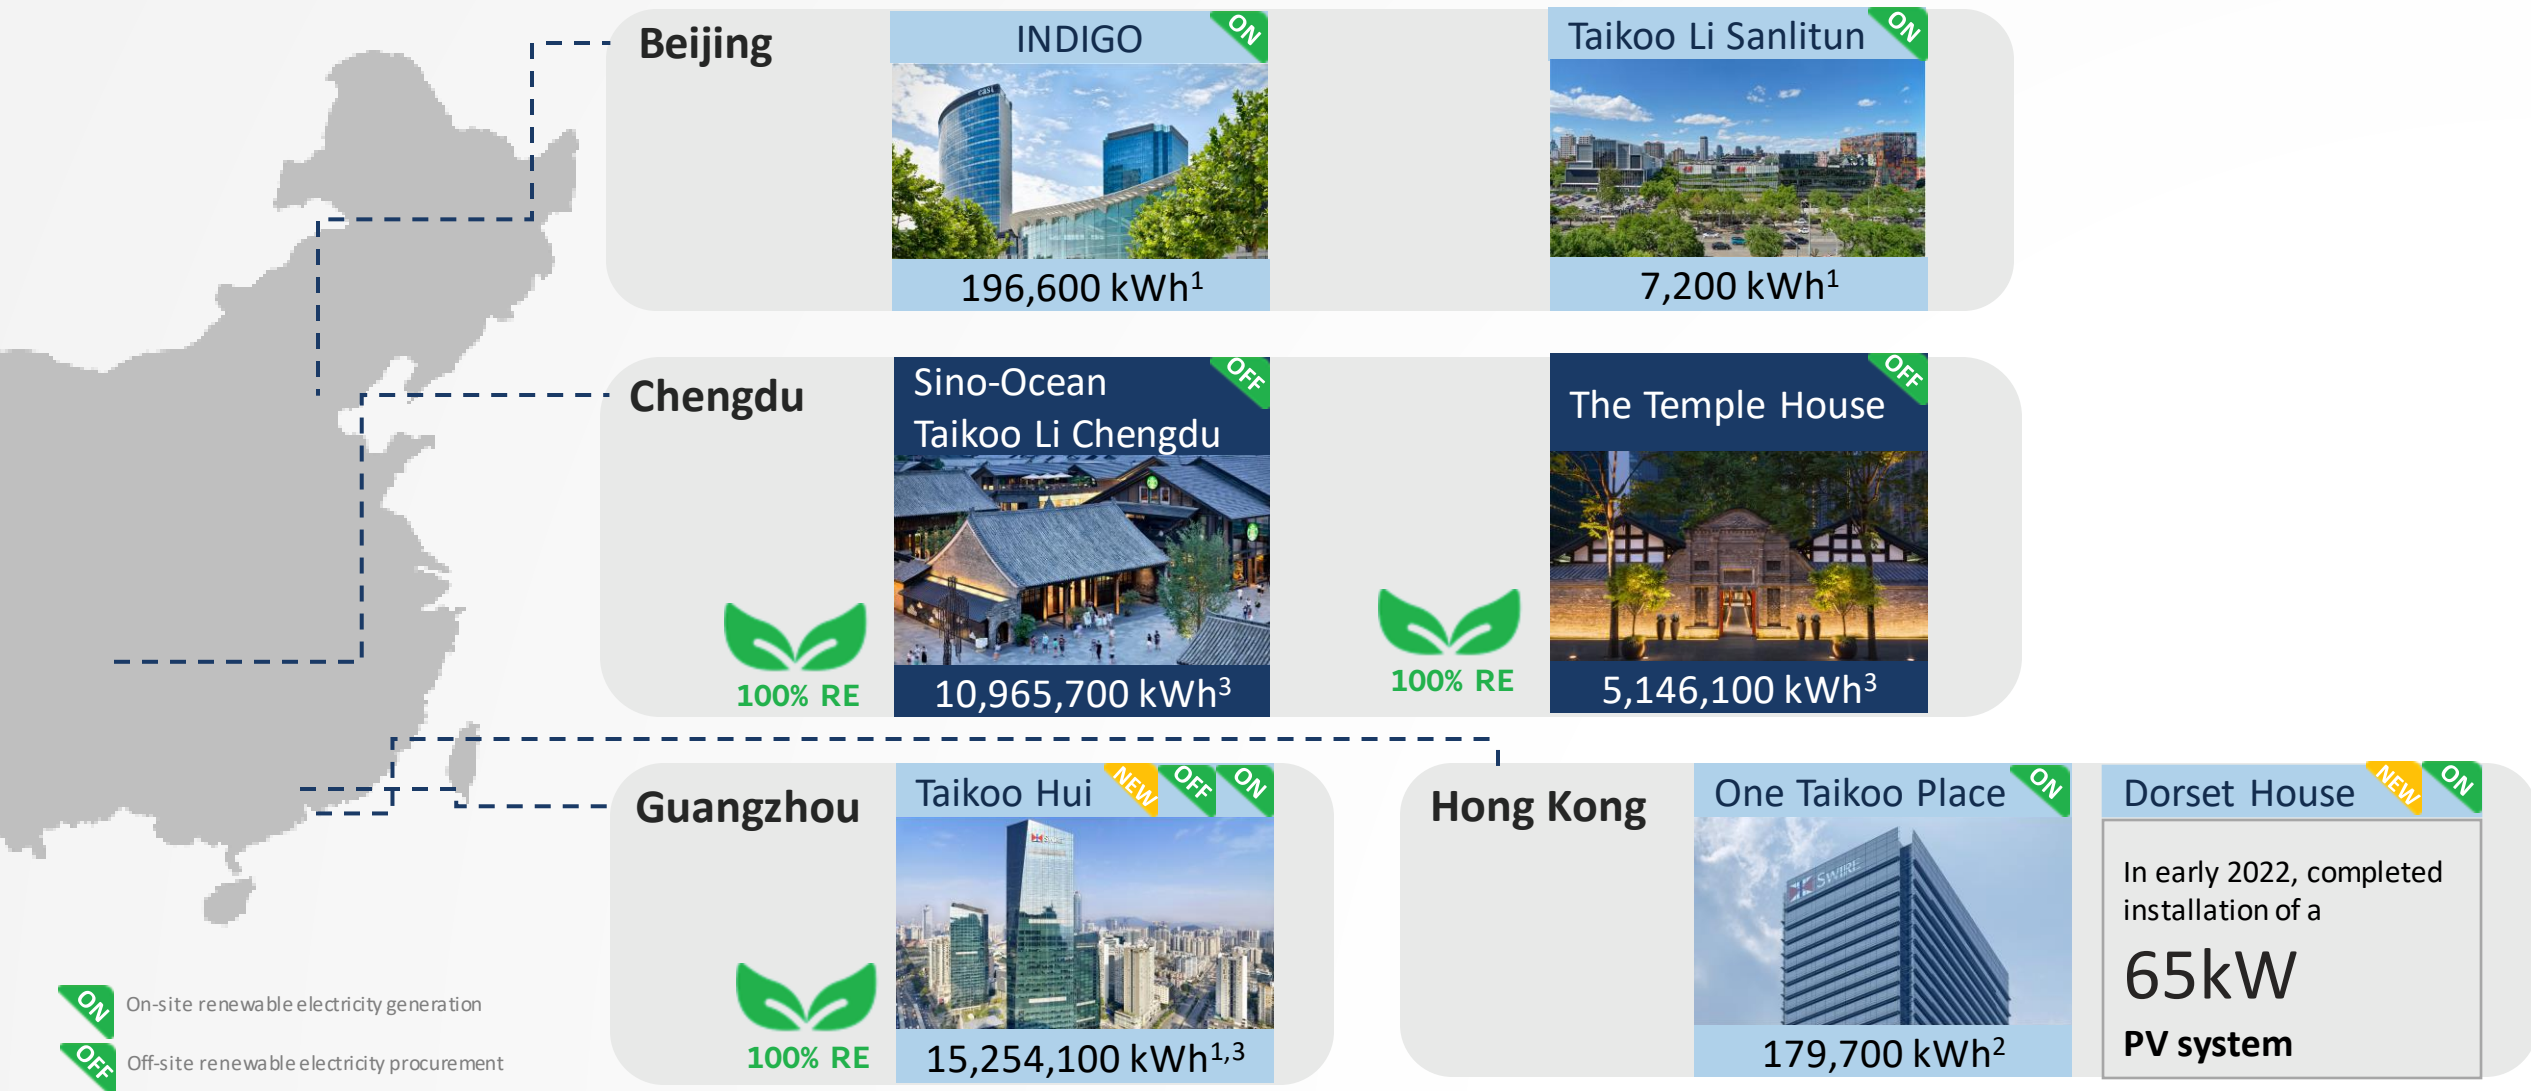 Beijing
INDIGO
ON
east
196,600 kWh¹
Taikoo Li Sanlitun
ON
7,200 kWh¹
Chengdu
100% RE
Sino-Ocean
Taikoo Li Chengdu
OFF
10,965,700 kWh³
100% RE
The Temple House
OFF
5,146,100 kWh³
Guangzhou
100% RE
Taikoo Hui
NEW
OFF
ON
SWIRE
15,254,100 kWh¹,³
Hong Kong
One Taikoo Place
ON
SWIRE
179,700 kWh²
Dorset House
NEW
ON
In early 2022, completed
installation of a
65kW
PV system
ON
On-site renewable electricity generation
OFF
Off-site renewable electricity procurement